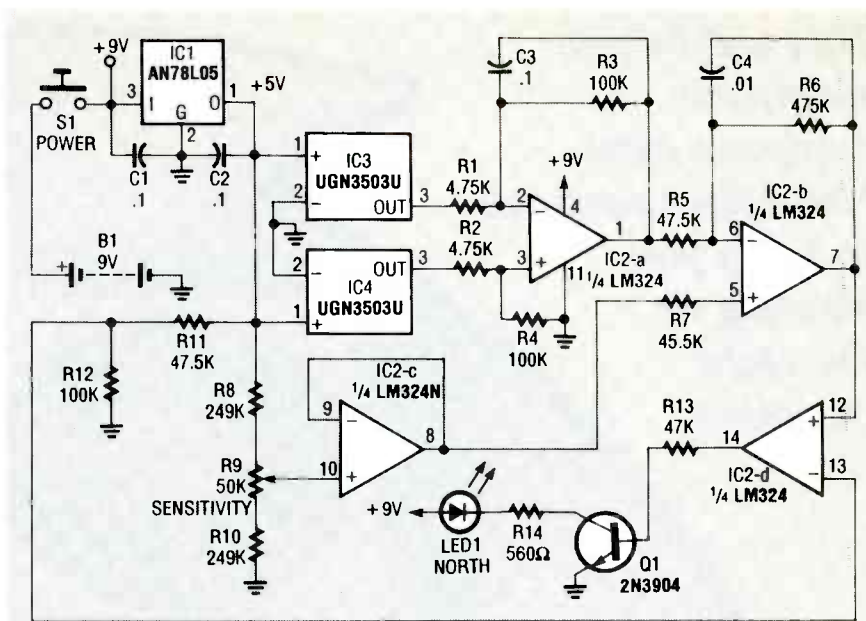 +9V
IC1
AN78L05
+5V
3
I
O
1
G
2
S1
POWER
C1
.1
C2
.1
B1
9V
+
1
+
IC3
UGN3503U
2
−
OUT
3
2
−
OUT
3
IC4
UGN3503U
1
+
C3
.1
R3
100K
R1
4.75K
R2
4.75K
+9V
4
2
−
3
+
1
11
IC2-a
1/4 LM324
R4
100K
C4
.01
R6
475K
R5
47.5K
R7
45.5K
IC2-b
1/4 LM324
6
−
5
+
7
R11
47.5K
R12
100K
R8
249K
R9
50K
SENSITIVITY
R10
249K
IC2-c
1/4 LM324N
9
−
10
+
8
R13
47K
12
+
14
−
13
IC2-d
1/4 LM324
+9V
LED1
NORTH
R14
560Ω
Q1
2N3904